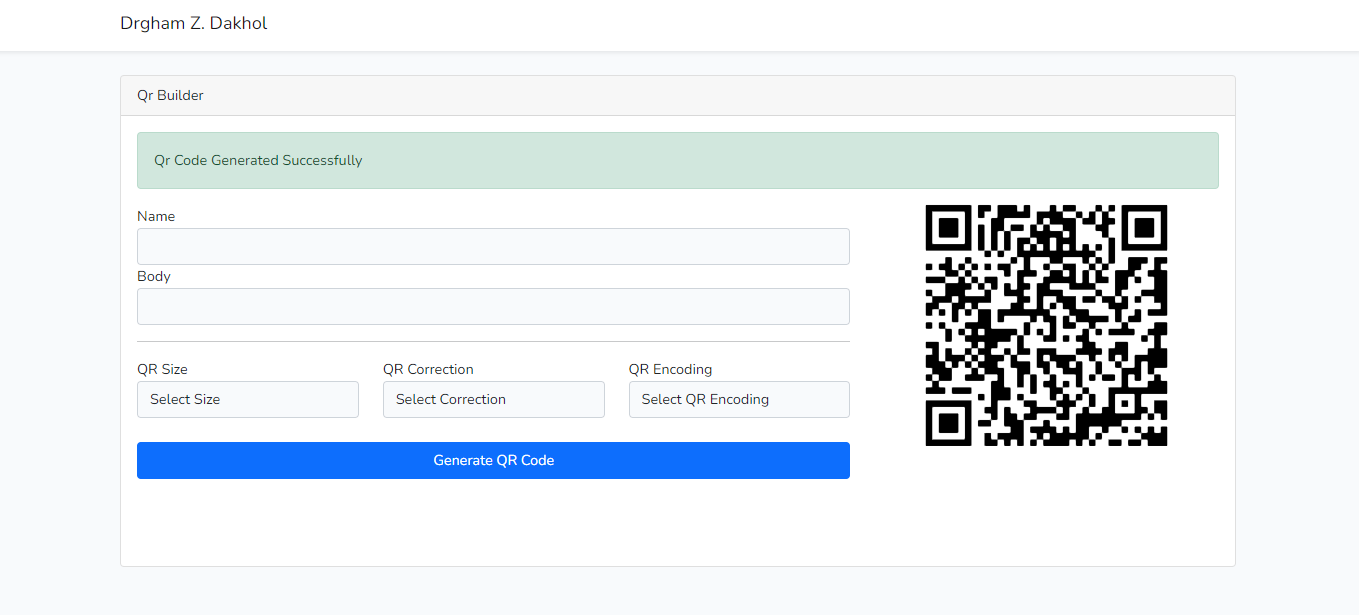 Drgham Z. Dakhol
Qr Builder
Qr Code Generated Successfully
Name
Body
QR Size
QR Correction
QR Encoding
Select Size
Select Correction
Select QR Encoding
Generate QR Code